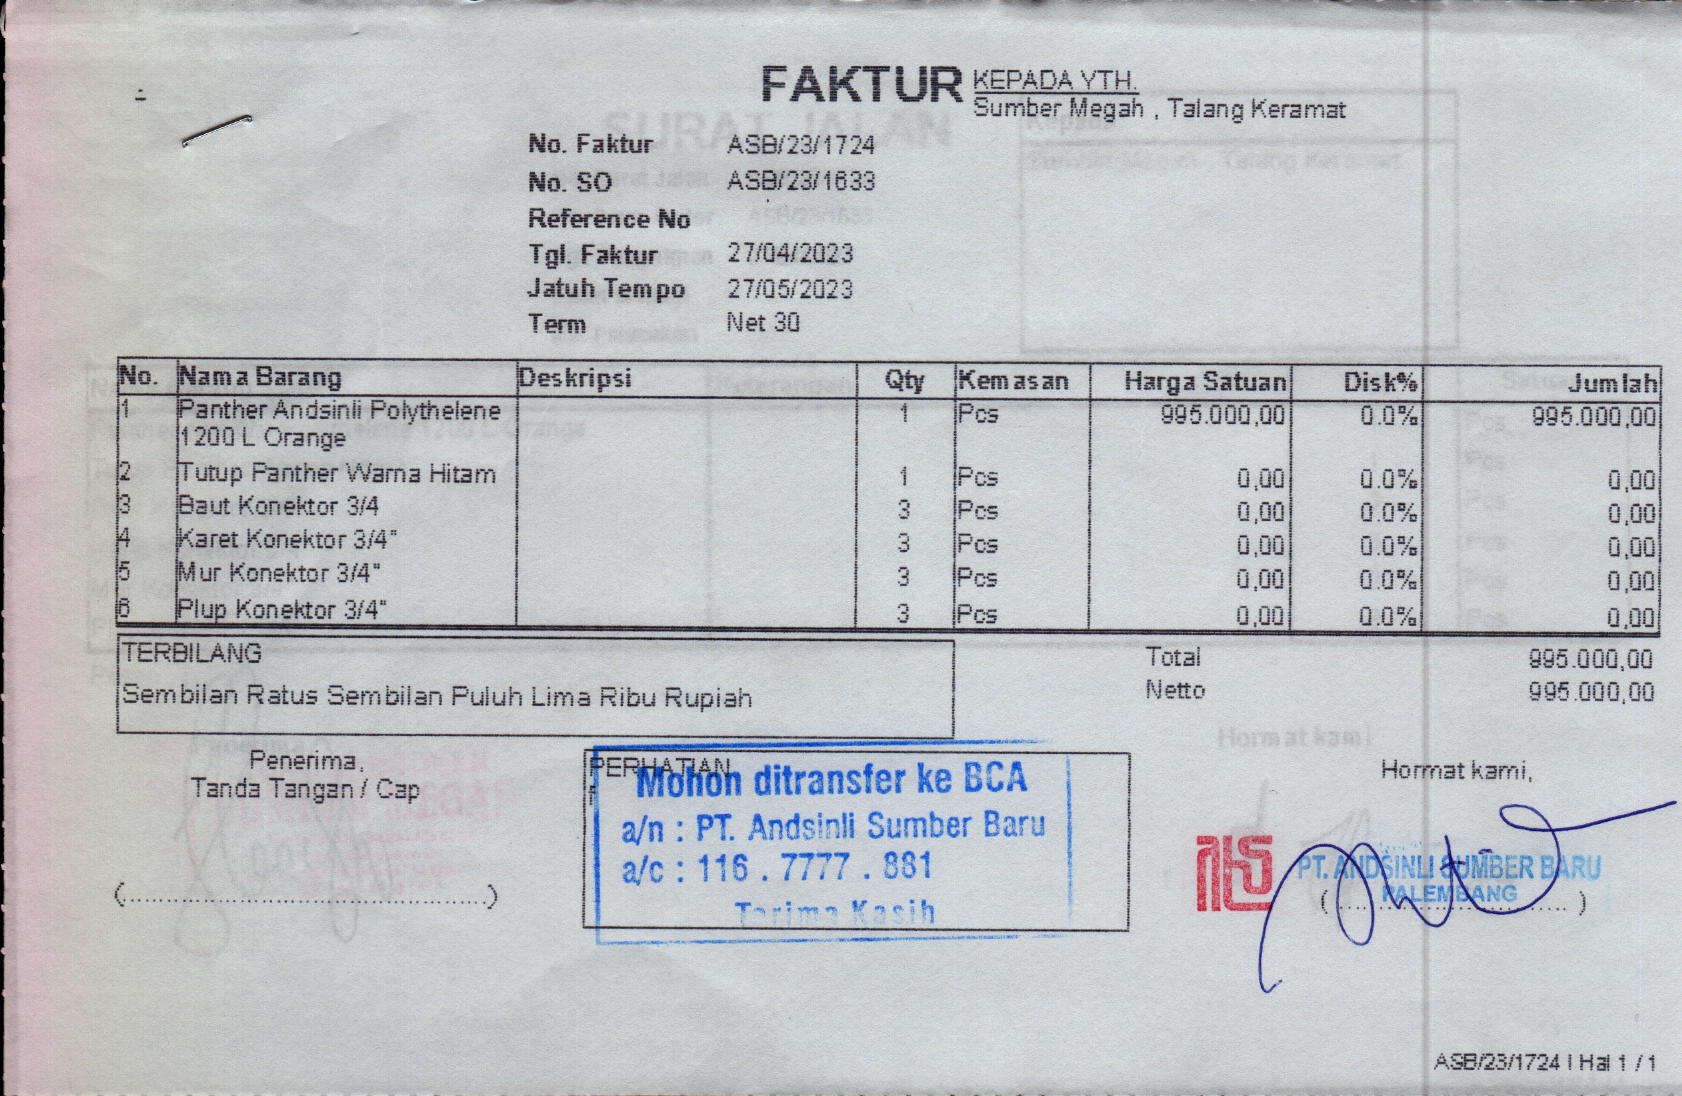 FAKTUR
KEPADA YTH.
Sumber Megah , Talang Keramat
No. Faktur ASB/23/1724
No. SO ASB/23/1633
Reference No
Tgl. Faktur 27/04/2023
Jatuh Tempo 27/05/2023
Term Net 30
No. Nama Barang Deskripsi Qty Kemasan Harga Satuan Disk% Jumlah
1 Panther Andsinli Polythelene 1 Pcs 995.000,00 0.0% 995.000,00
1200 L Orange
2 Tutup Panther Warna Hitam 1 Pcs 0,00 0.0% 0,00
3 Baut Konektor 3/4 3 Pcs 0,00 0.0% 0,00
4 Karet Konektor 3/4" 3 Pcs 0,00 0.0% 0,00
5 Mur Konektor 3/4" 3 Pcs 0,00 0.0% 0,00
6 Plup Konektor 3/4" 3 Pcs 0,00 0.0% 0,00
TERBILANG
Sembilan Ratus Sembilan Puluh Lima Ribu Rupiah
Total 995.000,00
Netto 995.000,00
Penerima,
Tanda Tangan / Cap
(..........................................................)
PERHATIAN
Mohon ditransfer ke BCA
a/n : PT. Andsinli Sumber Baru
a/c : 116 . 7777 . 881
Terima Kasih
Hormat kami,
PT. ANDSINLI SUMBER BARU
PALEMBANG
(......................................)
ASB/23/1724 | Hal 1 / 1